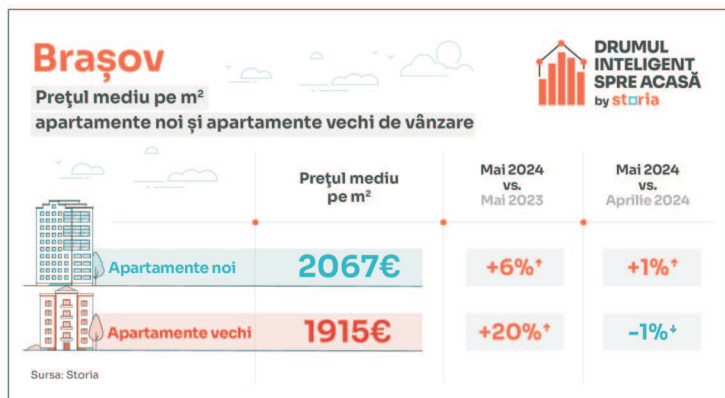 Brașov
Prețul mediu pe m²
apartamente noi și apartamente vechi de vânzare
DRUMUL
INTELIGENT
SPRE ACASĂ
by storia
Prețul mediu
pe m²
Mai 2024
vs.
Mai 2023
Mai 2024
vs.
Aprilie 2024
Apartamente noi
2067€
+6%↑
+1%↑
Apartamente vechi
1915€
+20%↑
-1%↓
Sursa: Storia